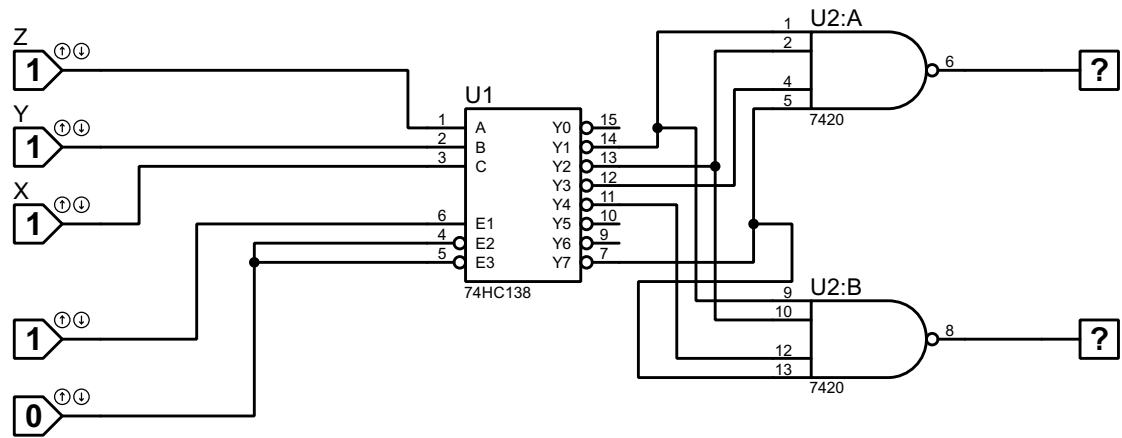 Z
1
Y
1
X
1
1
0
U1
1 A
2 B
3 C
6 E1
4 E2
5 E3
Y0 15
Y1 14
Y2 13
Y3 12
Y4 11
Y5 10
Y6 9
Y7 7
74HC138
U2:A
1
2
4
5
6
7420
?
U2:B
9
10
12
13
8
7420
?